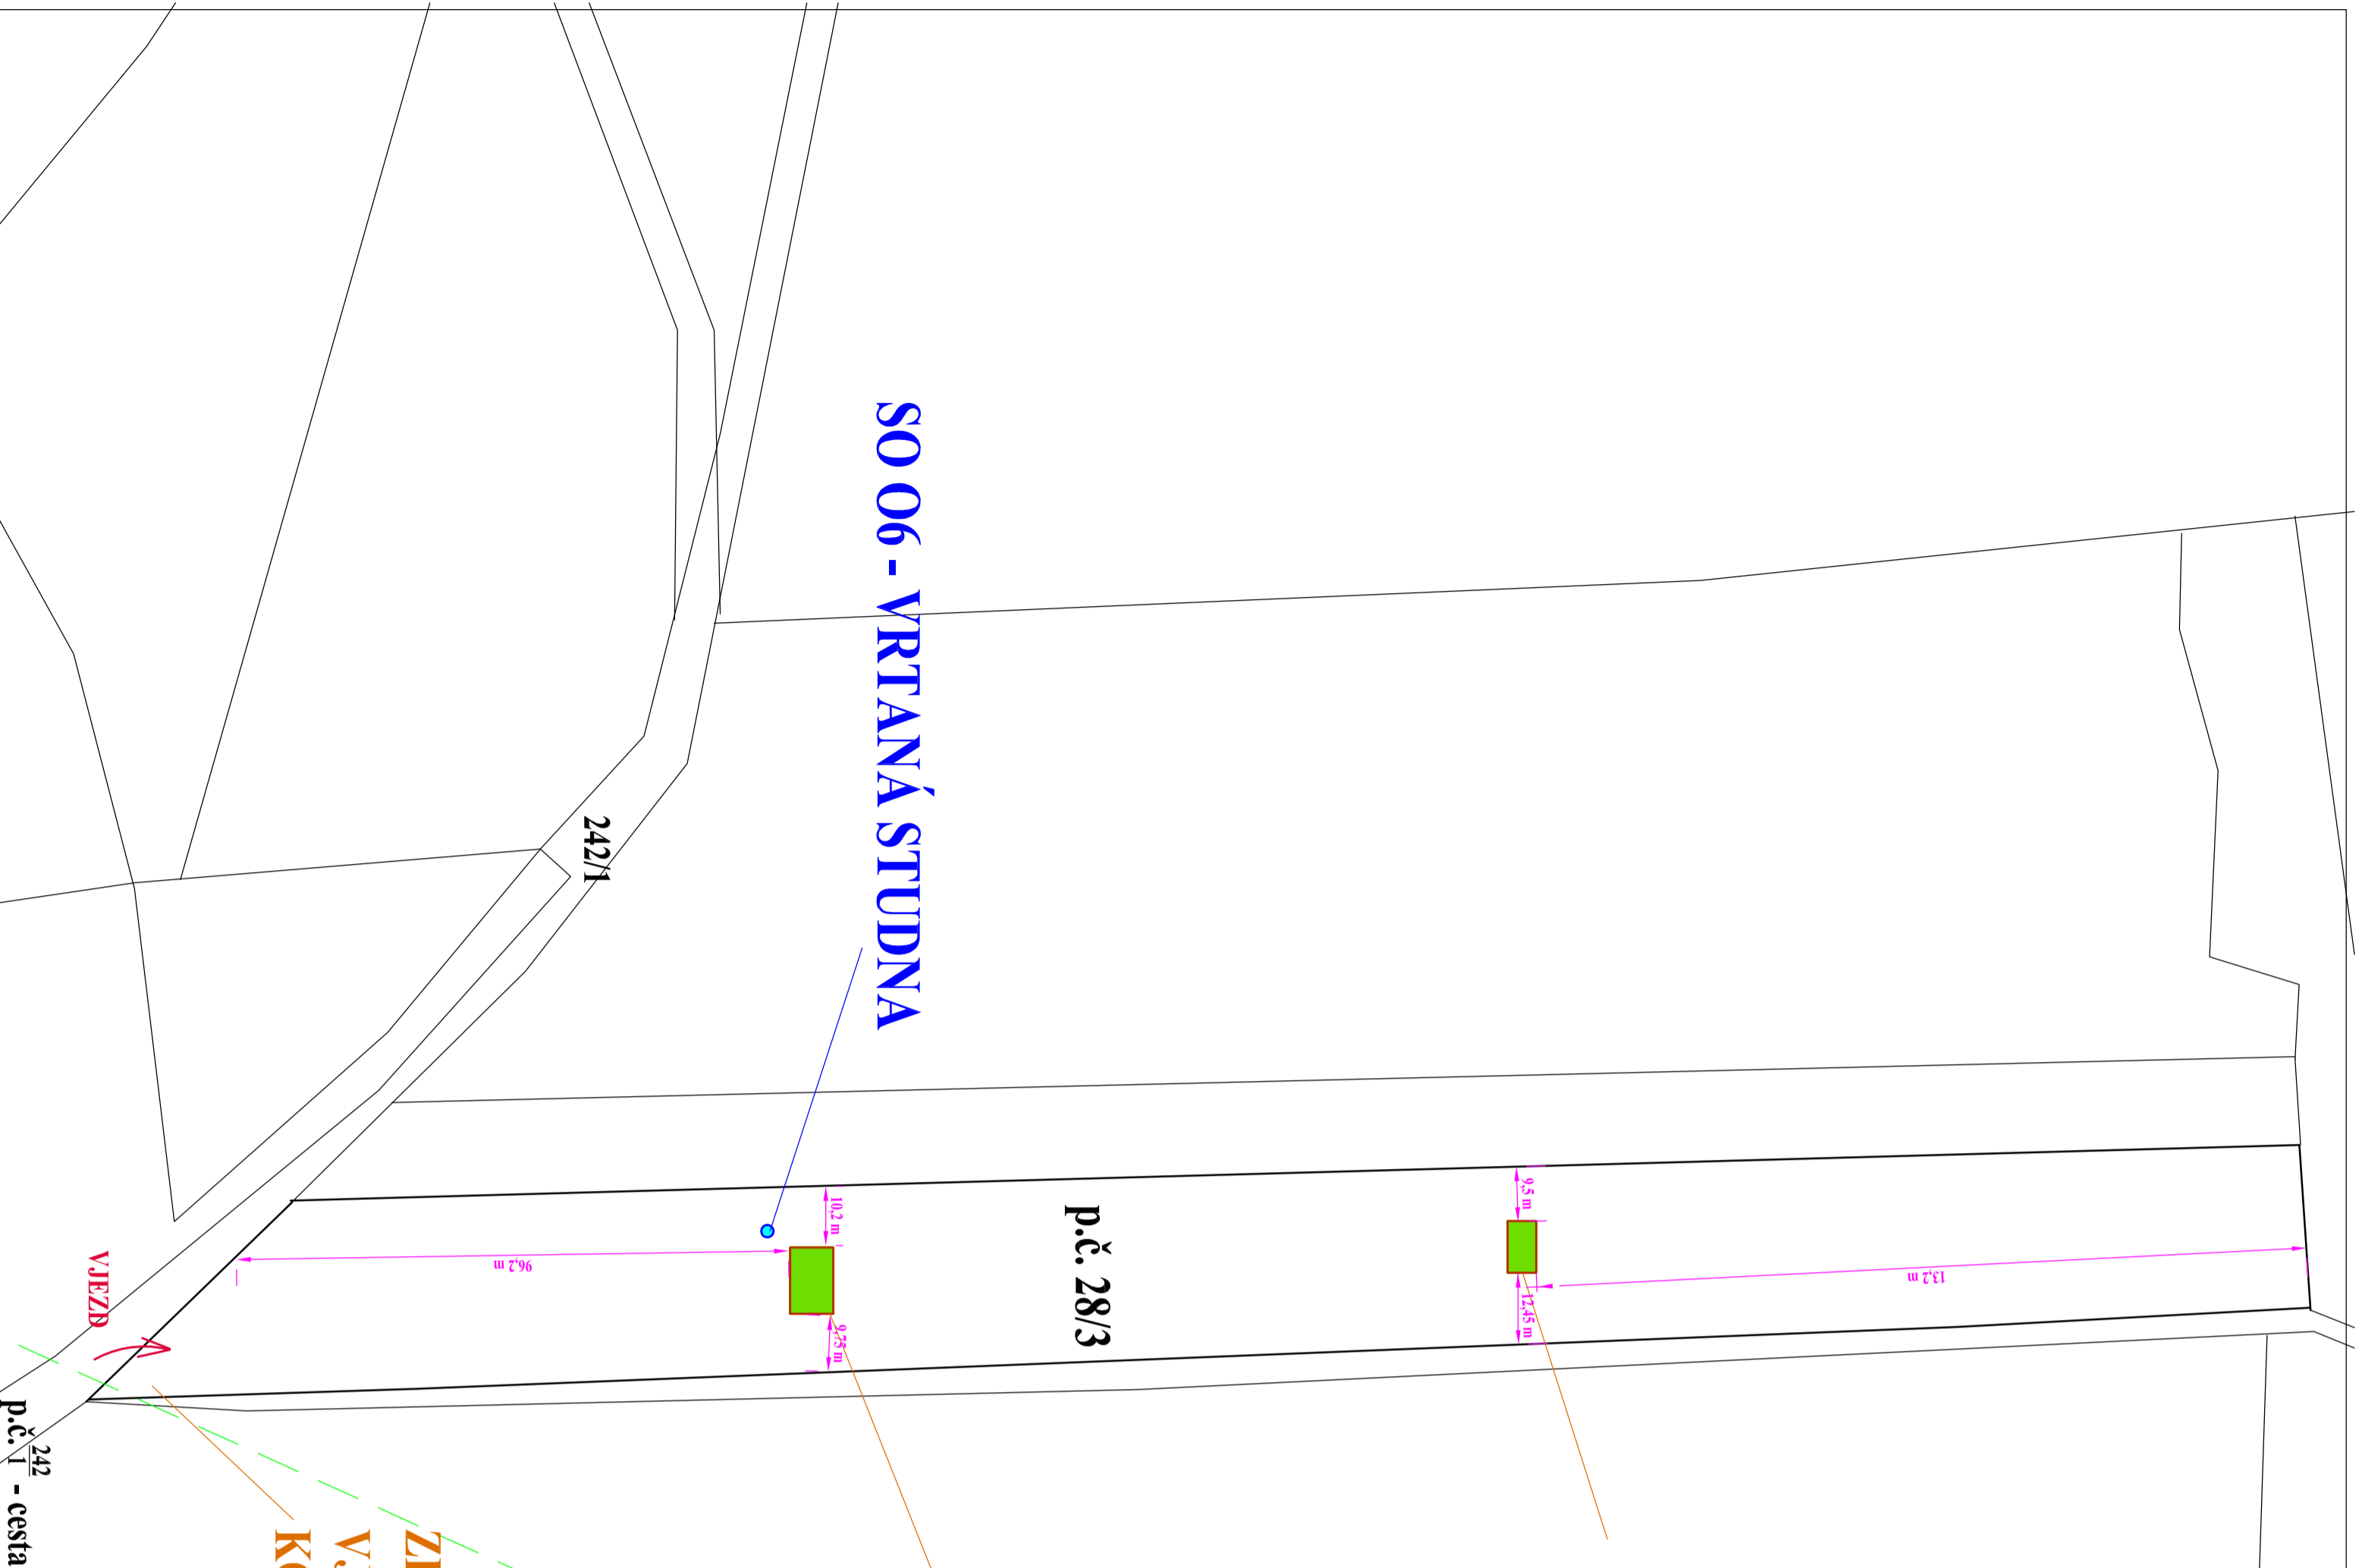 SO 06 - VRTANÁ STUDNA
242/1
p.č. 28/3
9,5 m
12,45 m
13,2 m
10,2 m
9,75 m
96,2 m
VJEZD
p.č. 242/1 - cesta